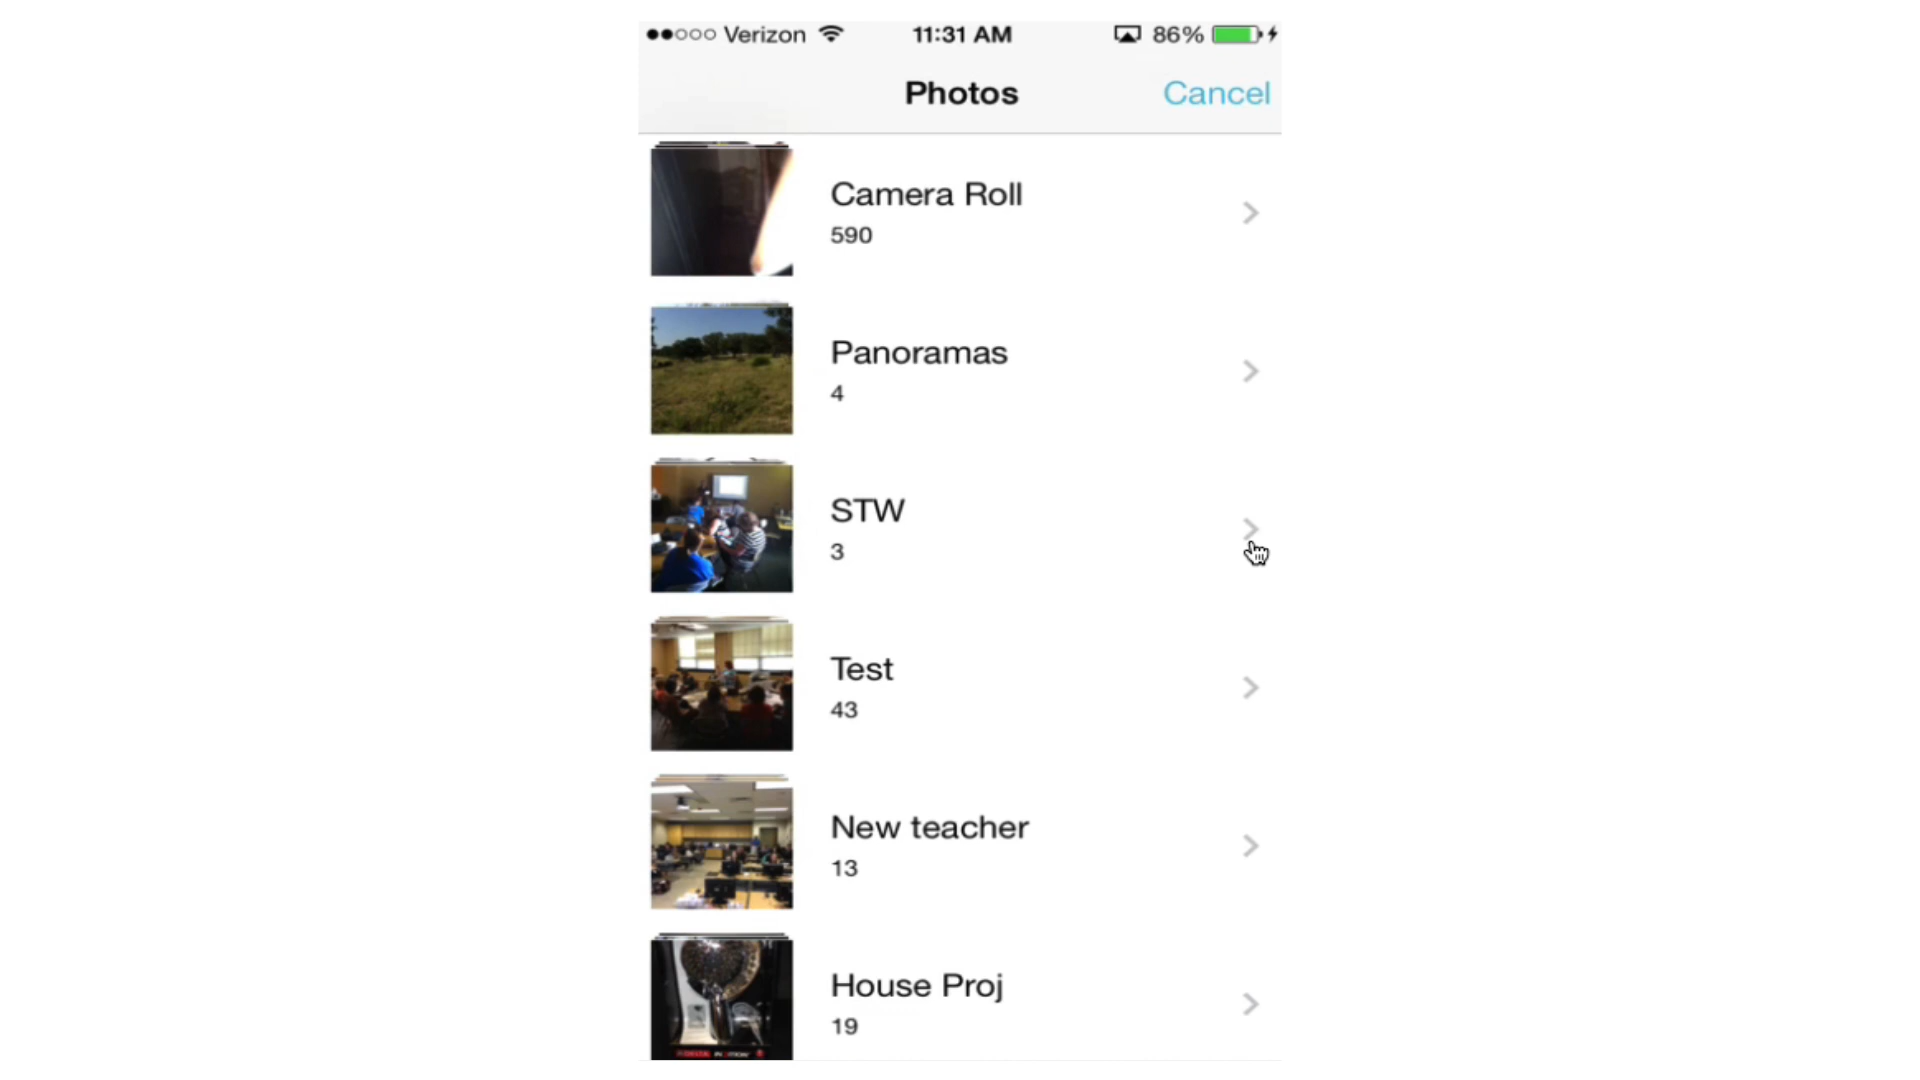 Verizon 11:31 AM 86%
Photos Cancel
Camera Roll
590
Panoramas
4
STW
3
Test
43
New teacher
13
House Proj
19